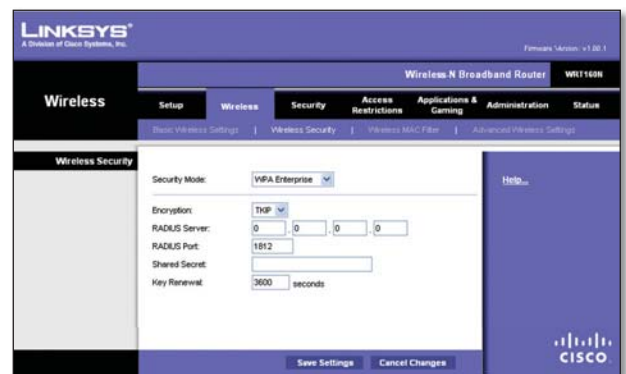 LINKSYS®
A Division of Cisco Systems, Inc.
Firmware Version: v1.00.1
Wireless-N Broadband Router WRT160N
Wireless
Setup Wireless Security Access Restrictions Applications & Gaming Administration Status
Basic Wireless Settings | Wireless Security | Wireless MAC Filter | Advanced Wireless Settings
Wireless Security
Security Mode: WPA Enterprise
Help...
Encryption: TKIP
RADIUS Server: 0 . 0 . 0 . 0
RADIUS Port: 1812
Shared Secret:
Key Renewal: 3600 seconds
Save Settings Cancel Changes
CISCO